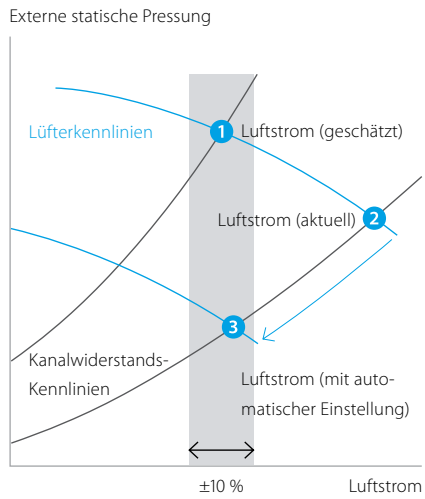 Externe statische Pressung
Lüfterkennlinien
1
Luftstrom (geschätzt)
Luftstrom (aktuell)
2
3
Kanalwiderstands-
Kennlinien
Luftstrom (mit auto-
matischer Einstellung)
±10 %
Luftstrom